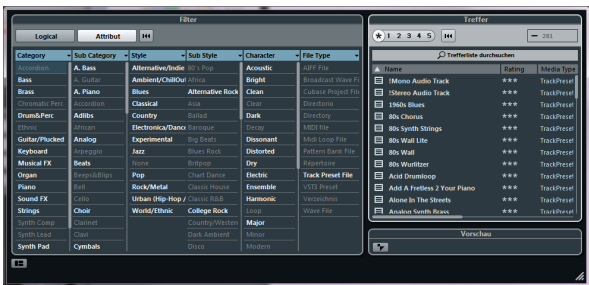 Filter
Logical Attribut
Category Sub Category Style Sub Style Character File Type
Accordion A. Bass Alternative/Indie 80's Pop Acoustic AIFF File
Bass A. Guitar Ambient/ChillOut Africa Bright Broadcast Wave Fi
Brass A. Piano Blues Alternative Rock Clean Cubase Project File
Chromatic Perc Accordion Classical Asia Clear Directorio
Drum&Perc Adlibs Country Ballad Dark Directory
Ethnic African Electronica/Dance Baroque Decay MIDI file
Guitar/Plucked Analog Experimental Big Beats Dissonant Midi Loop File
Keyboard Arpeggio Jazz Blues Rock Distorted Pattern Bank File
Musical FX Beats None Britpop Dry Répertoire
Organ Beeps&Blips Pop Chart Dance Electric Track Preset File
Piano Bell Rock/Metal Classic House Ensemble VST3 Preset
Sound FX Cello Urban (Hip-Hop / Classic R&B Harmonic Verzeichnis
Strings Choir World/Ethnic College Rock Loop Wave File
Synth Comp Clarinet Country/Western Major
Synth Lead Clavi Dark Ambient Minor
Synth Pad Cymbals Disco Modern
Treffer
* 1 2 3 4 5 281
Trefferliste durchsuchen
Name Rating Media Type
!Mono Audio Track *** TrackPreset
!Stereo Audio Track *** TrackPreset
1960s Blues *** TrackPreset
80s Chorus *** TrackPreset
80s Synth Strings *** TrackPreset
80s Wall Lite *** TrackPreset
80s Wall *** TrackPreset
80s Wurlitzer *** TrackPreset
Acid Drumloop *** TrackPreset
Add A Fretless 2 Your Piano *** TrackPreset
Alone In The Streets *** TrackPreset
Analog Synth Brass *** TrackPreset
Vorschau